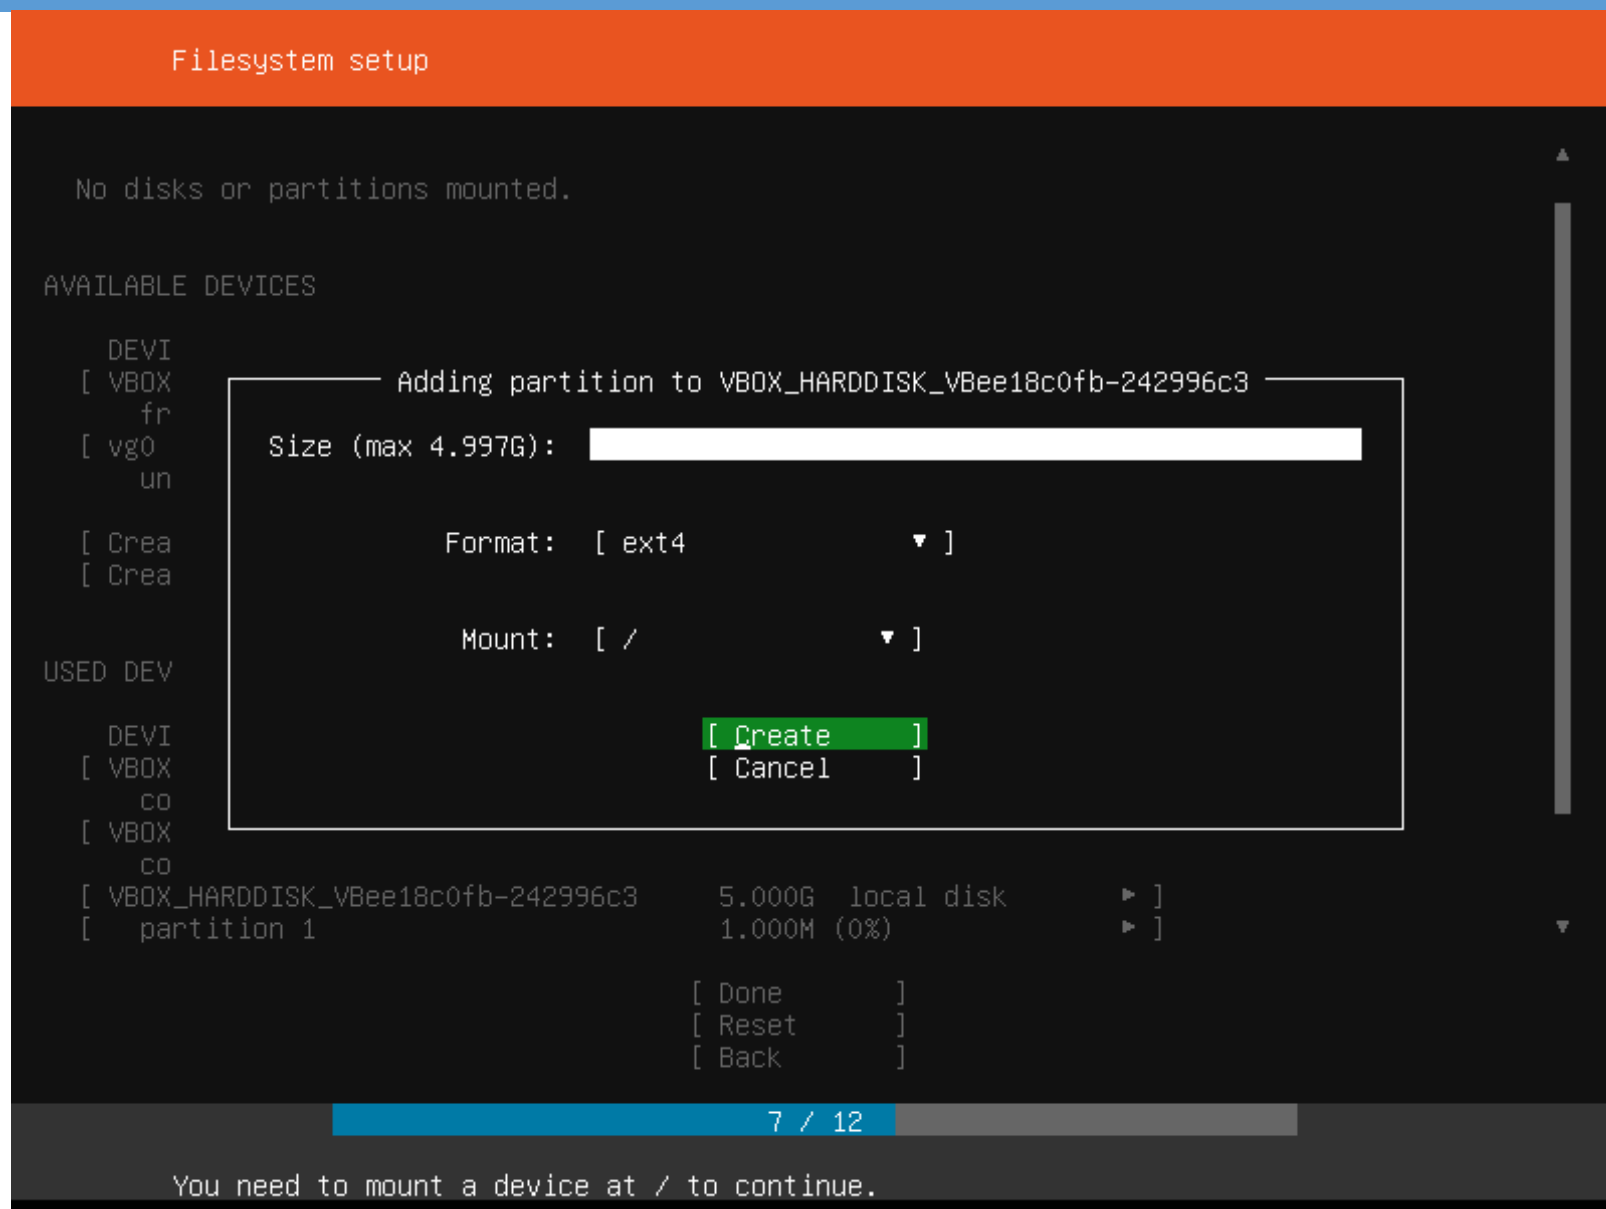 Filesystem setup
No disks or partitions mounted.
AVAILABLE DEVICES
DEVI
[ VBOX
fr
[ vg0
un
[ Crea
[ Crea
Adding partition to VBOX_HARDDISK_VBee18c0fb-242996c3
Size (max 4.997G):
Format: [ ext4 ▼ ]
Mount: [ / ▼ ]
[ Create ]
[ Cancel ]
USED DEV
DEVI
[ VBOX
co
[ VBOX
co
[ VBOX_HARDDISK_VBee18c0fb-242996c3 5.000G local disk ► ]
[ partition 1 1.000M (0%) ► ]
[ Done ]
[ Reset ]
[ Back ]
7 / 12
You need to mount a device at / to continue.